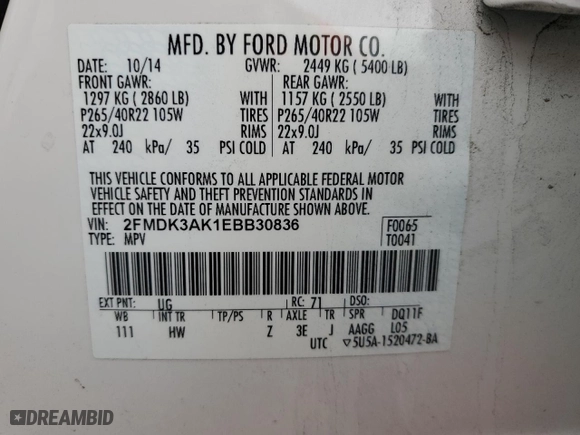 MFD. BY FORD MOTOR CO.
DATE: 10/14 GVWR: 2449 KG ( 5400 LB)
FRONT GAWR: REAR GAWR:
1297 KG ( 2860 LB) WITH 1157 KG ( 2550 LB) WITH
P265/40R22 105W TIRES P265/40R22 105W TIRES
22x9.0J RIMS 22x9.0J RIMS
AT 240 kPa/ 35 PSI COLD AT 240 kPa/ 35 PSI COLD
THIS VEHICLE CONFORMS TO ALL APPLICABLE FEDERAL MOTOR
VEHICLE SAFETY AND THEFT PREVENTION STANDARDS IN
EFFECT ON THE DATE OF MANUFACTURE SHOWN ABOVE.
VIN: 2FMDK3AK1EBB30836 F0065
TYPE: MPV T0041
EXT PNT: UG RC: 71 DSO:
WB INT TR TP/PS R AXLE TR SPR DQ11F
111 HW Z 3E J AAGG L05
UTC ▽5U5A-1520472-BA
DREAMBID